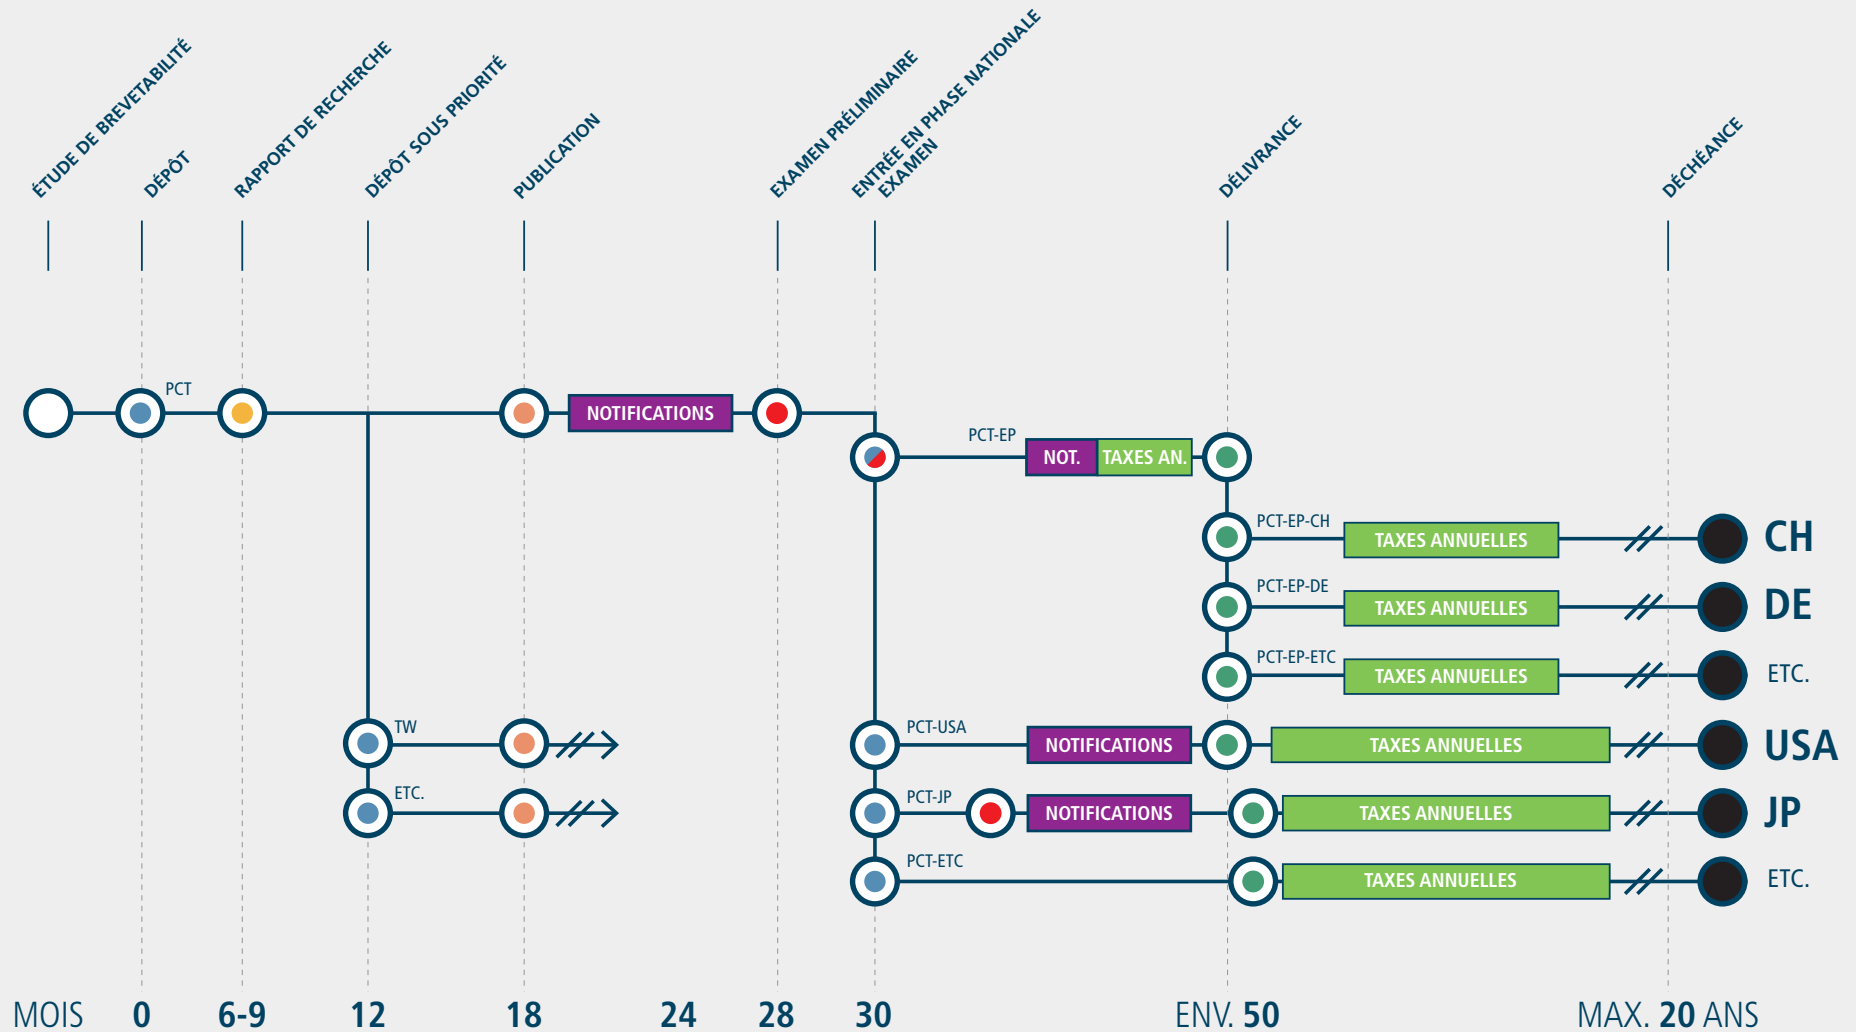 ÉTUDE DE BREVETABILITÉ
DÉPÔT
RAPPORT DE RECHERCHE
DÉPÔT SOUS PRIORITÉ
PUBLICATION
EXAMEN PRÉLIMINAIRE
ENTRÉE EN PHASE NATIONALE
EXAMEN
DÉLIVRANCE
DÉCHÉANCE
PCT
NOTIFICATIONS
PCT-EP
NOT.
TAXES AN.
PCT-EP-CH
TAXES ANNUELLES
CH
PCT-EP-DE
TAXES ANNUELLES
DE
PCT-EP-ETC
TAXES ANNUELLES
ETC.
TW
PCT-USA
NOTIFICATIONS
TAXES ANNUELLES
USA
ETC.
PCT-JP
NOTIFICATIONS
TAXES ANNUELLES
JP
PCT-ETC
TAXES ANNUELLES
ETC.
MOIS 0 6-9 12 18 24 28 30 ENV. 50 MAX. 20 ANS